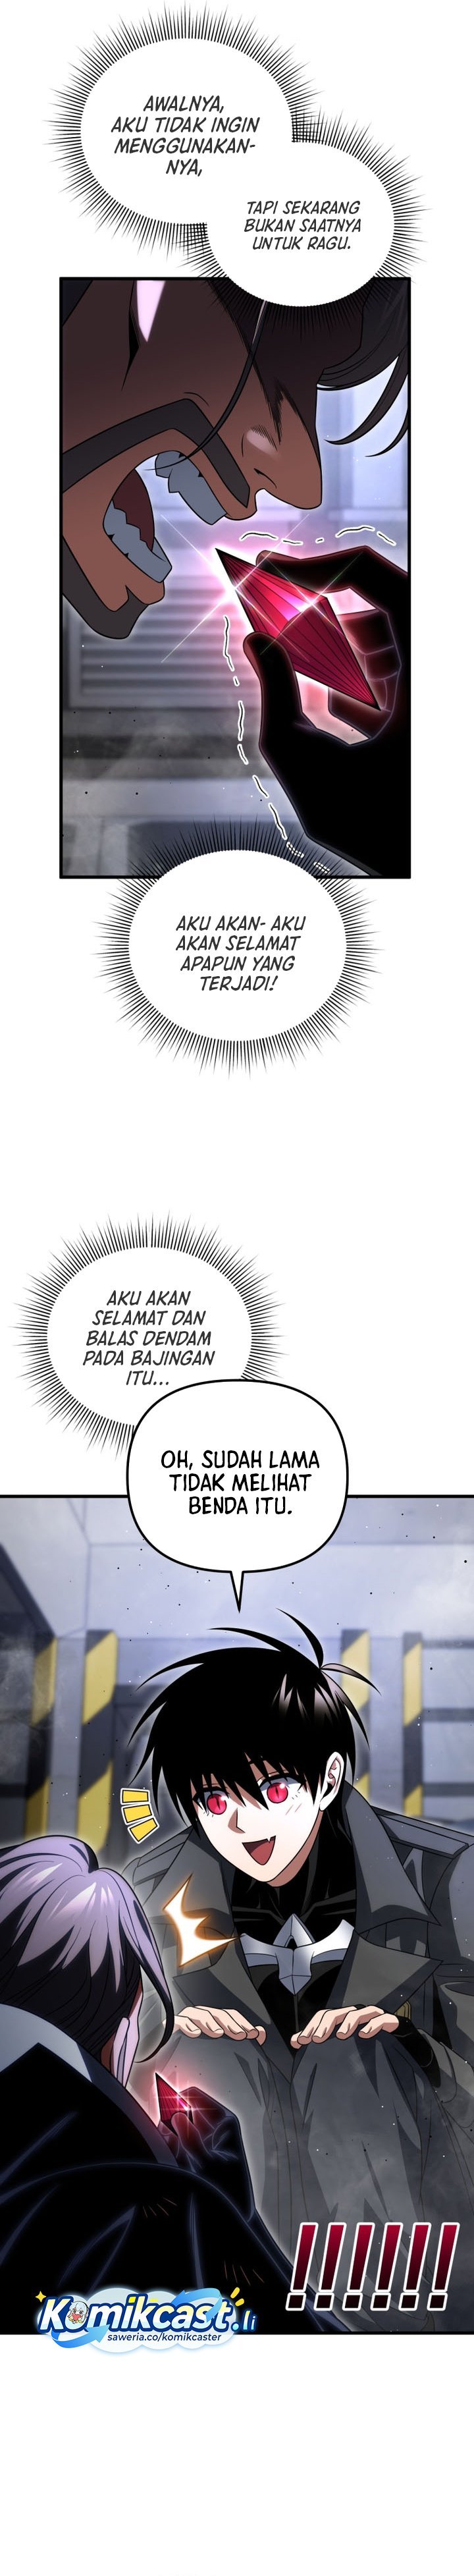 AWALNYA,
AKU TIDAK INGIN
MENGGUNAKAN-
NYA,
TAPI SEKARANG
BUKAN SAATNYA
UNTUK RAGU.
AKU AKAN- AKU
AKAN SELAMAT
APAPUN YANG
TERJADI!
AKU AKAN
SELAMAT DAN
BALAS DENDAM
PADA BAJINGAN
ITU...
OH, SUDAH LAMA
TIDAK MELIHAT
BENDA ITU.
!!!!!!
Komikcast.li
saweria.co/komikcaster